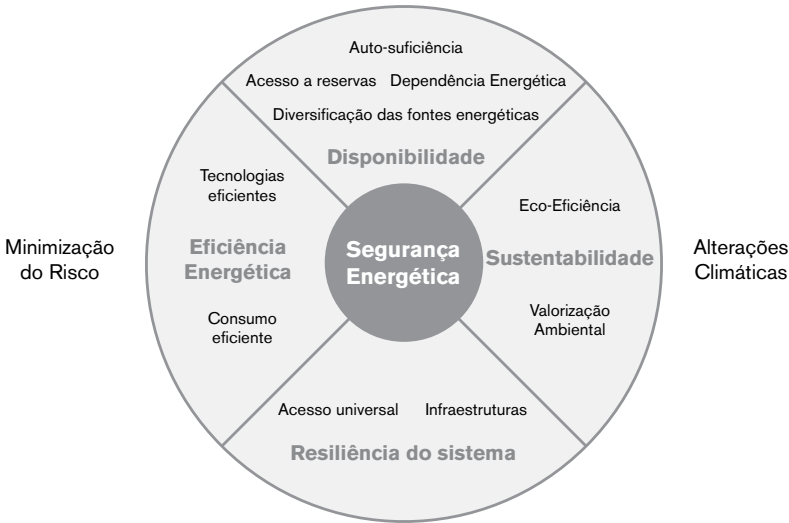 Auto-suficiência
Acesso a reservas
Dependência Energética
Diversificação das fontes energéticas
Disponibilidade
Tecnologias
eficientes
Eficiência
Energética
Consumo
eficiente
Segurança
Energética
Eco-Eficiência
Sustentabilidade
Valorização
Ambiental
Minimização
do Risco
Alterações
Climáticas
Acesso universal
Infraestruturas
Resiliência do sistema